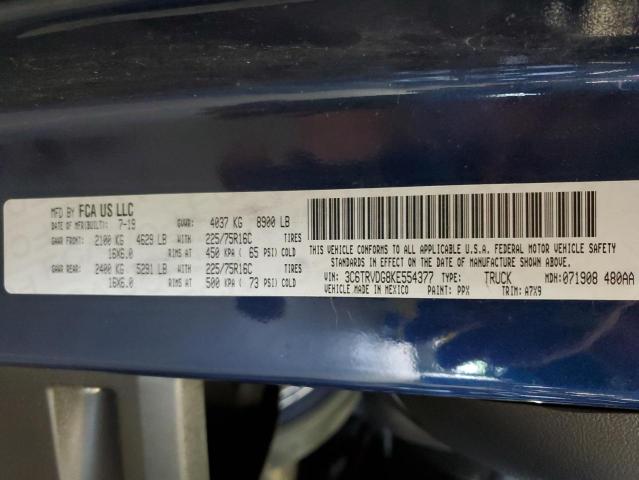 MFD BY FCA US LLC
DATE OF MFR(BUILT): 7-19 GVWR: 4037 KG 8900 LB
GAWR FRONT: 2100 KG 4629 LB WITH 225/75R16C TIRES
16X6.0 RIMS AT 450 KPA ( 65 PSI) COLD
GAWR REAR: 2400 KG 5291 LB WITH 225/75R16C TIRES
16X6.0 RIMS AT 500 KPA ( 73 PSI) COLD
THIS VEHICLE CONFORMS TO ALL APPLICABLE U.S.A. FEDERAL MOTOR VEHICLE SAFETY
STANDARDS IN EFFECT ON THE DATE OF MANUFACTURE SHOWN ABOVE.
VIN: 3C6TRVDG8KE554377 TYPE: TRUCK MDH:071908 480AA
VEHICLE MADE IN MEXICO PAINT: PPX TRIM: A7X9